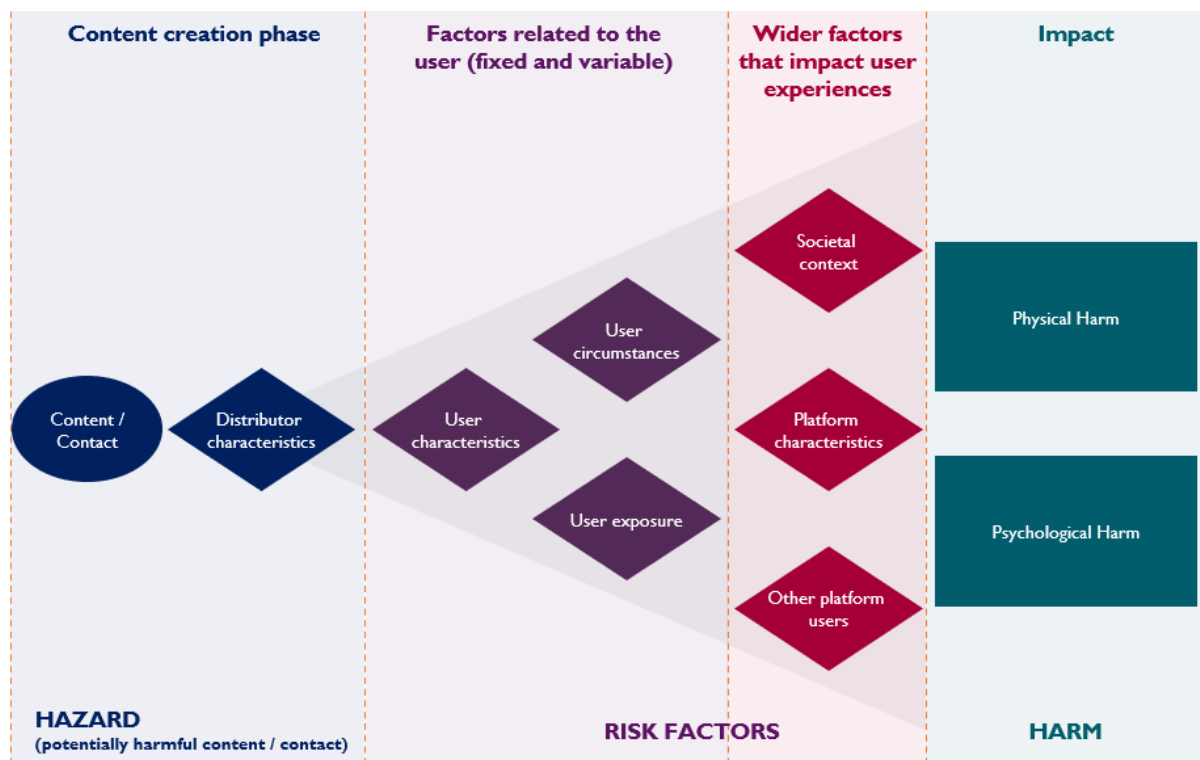 Content creation phase
Factors related to the
user (fixed and variable)
Wider factors
that impact user
experiences
Impact
Content /
Contact
Distributor
characteristics
User
characteristics
User
circumstances
User exposure
Societal
context
Platform
characteristics
Other platform
users
Physical Harm
Psychological Harm
HAZARD
(potentially harmful content / contact)
RISK FACTORS
HARM